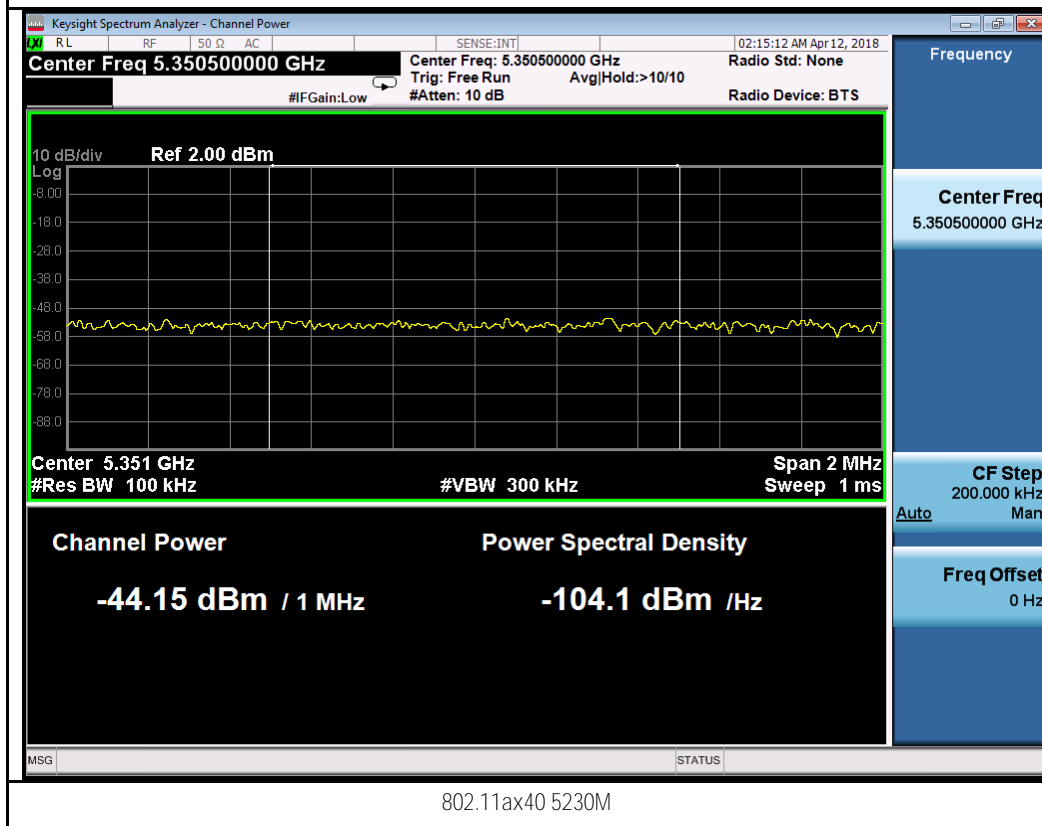 Keysight Spectrum Analyzer - Channel Power
LXI RL RF 50 Ω AC SENSE:INT 02:15:12 AM Apr 12, 2018
Center Freq 5.350500000 GHz
Center Freq: 5.350500000 GHz
Radio Std: None
Trig: Free Run Avg|Hold:>10/10
#IFGain:Low
#Atten: 10 dB
Radio Device: BTS
10 dB/div Ref 2.00 dBm
Log
-8.00
-18.0
-28.0
-38.0
-48.0
-58.0
-68.0
-78.0
-88.0
Center 5.351 GHz Span 2 MHz
#Res BW 100 kHz #VBW 300 kHz Sweep 1 ms
Channel Power Power Spectral Density
-44.15 dBm / 1 MHz -104.1 dBm /Hz
MSG STATUS
Frequency
Center Freq
5.350500000 GHz
CF Step
200.000 kHz
Auto Man
Freq Offset
0 Hz
802.11ax40 5230M